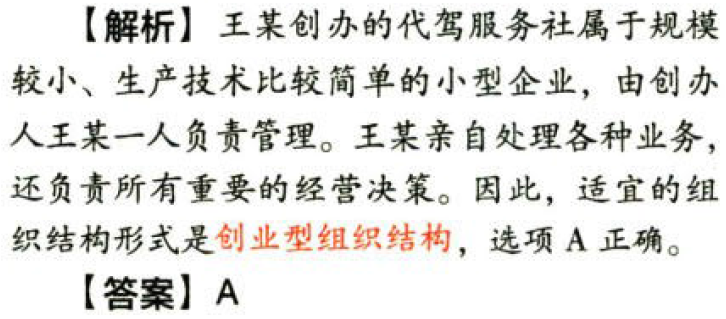 【解析】王某创办的代驾服务社属于规模
较小、生产技术比较简单的小型企业，由创办
人王某一人负责管理。王某亲自处理各种业务，
还负责所有重要的经营决策。因此，适宜的组
织结构形式是创业型组织结构，选项 A 正确。
【答案】A